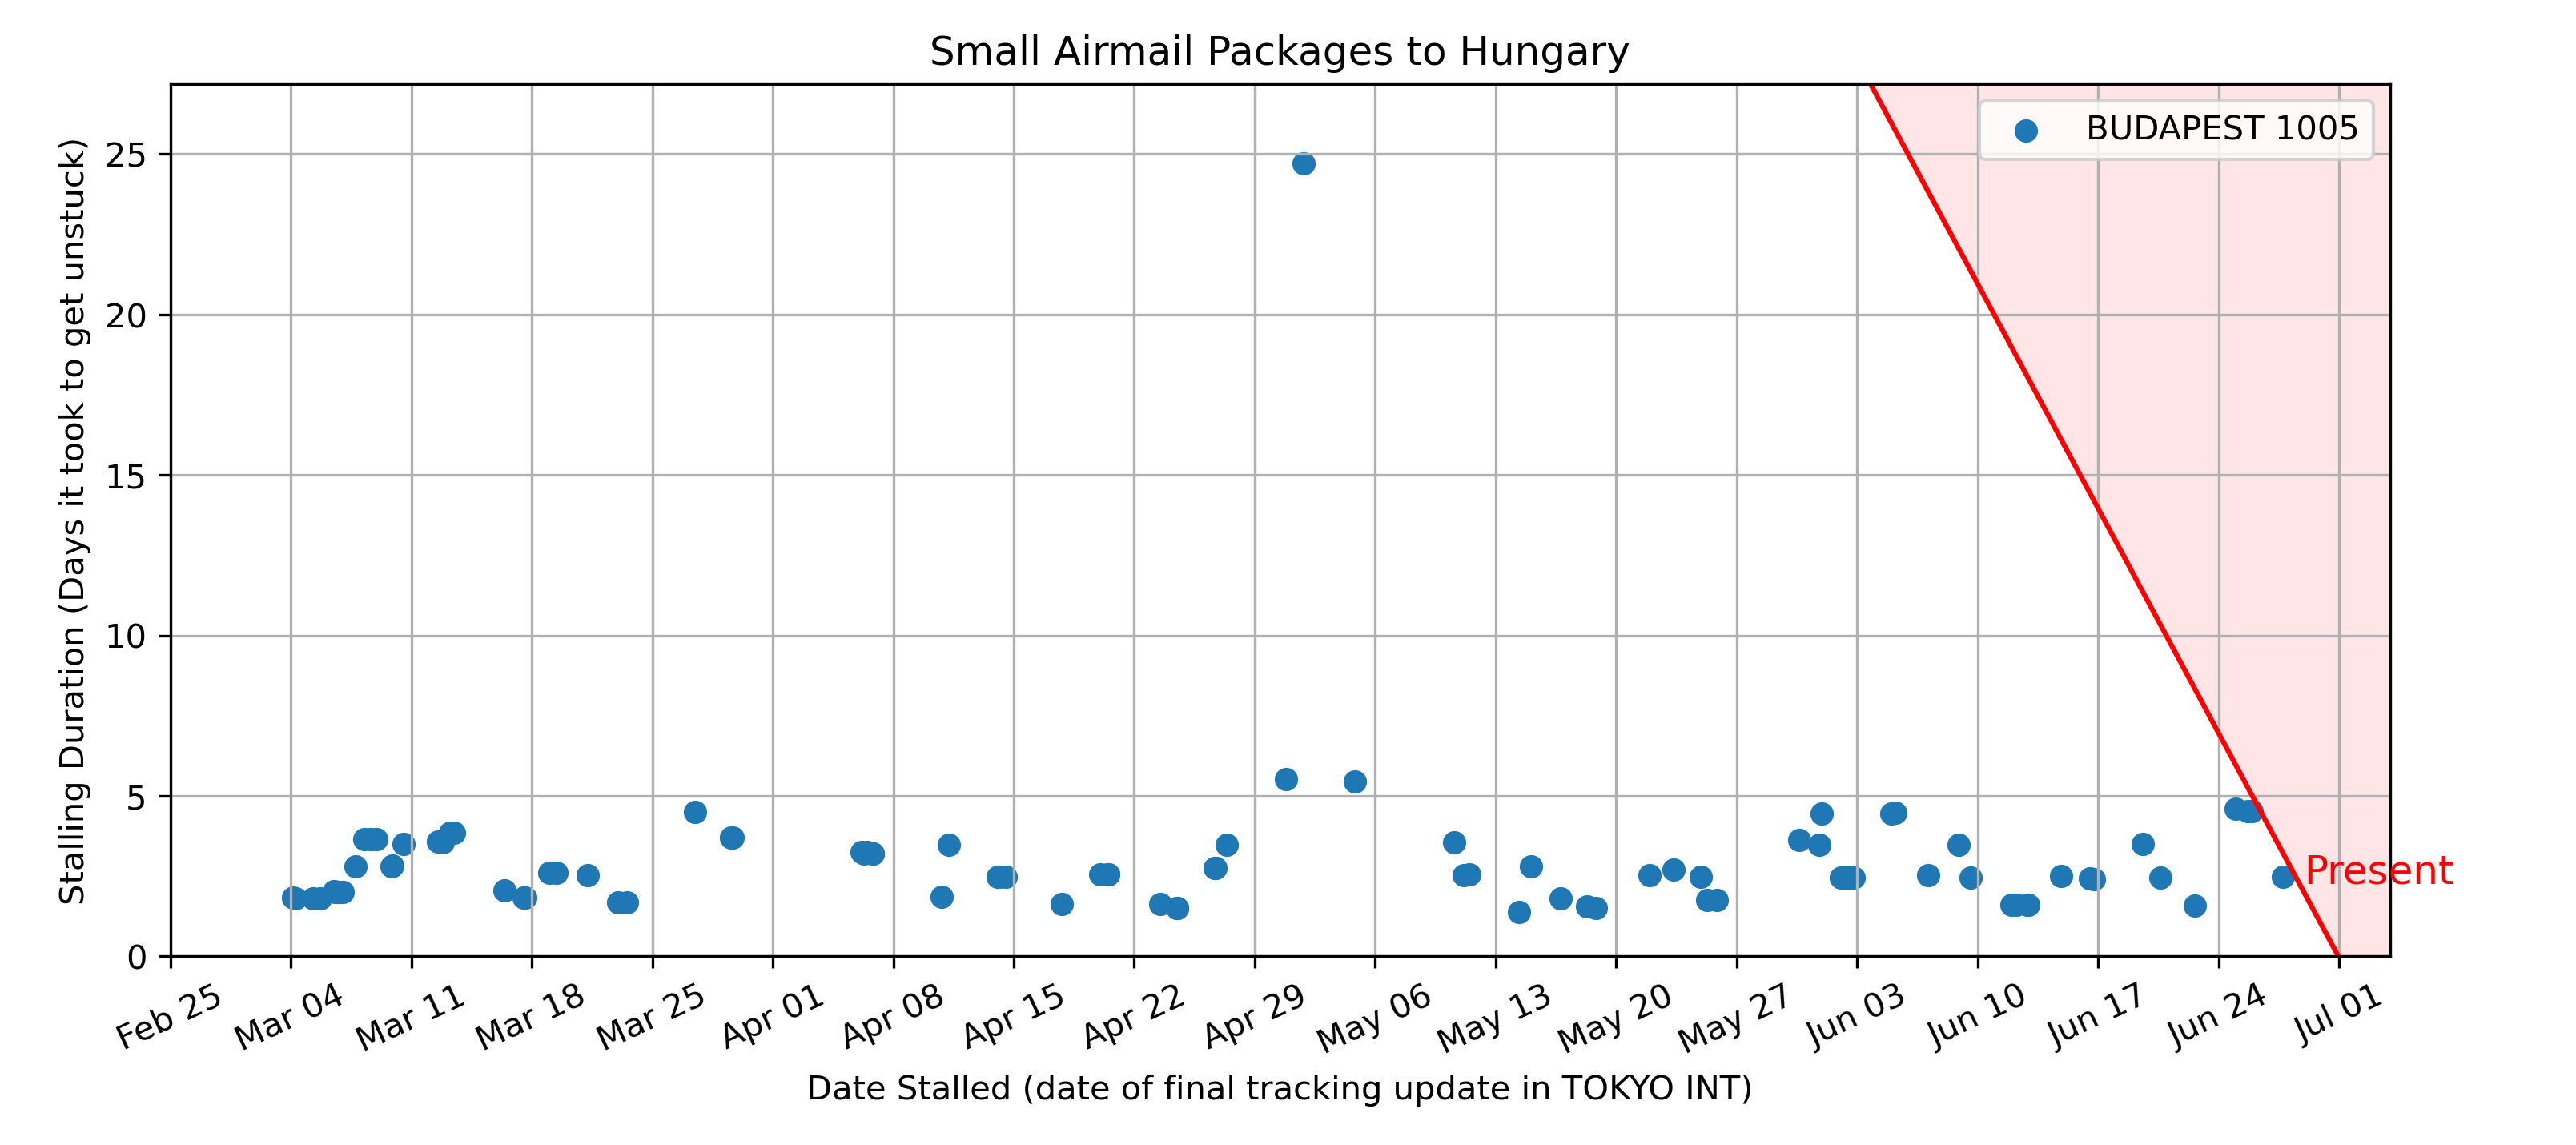 Small Airmail Packages to Hungary
BUDAPEST 1005
Stalling Duration (Days it took to get unstuck)
25
20
15
10
5
0
Present
Feb 25
Mar 04
Mar 11
Mar 18
Mar 25
Apr 01
Apr 08
Apr 15
Apr 22
Apr 29
May 06
May 13
May 20
May 27
Jun 03
Jun 10
Jun 17
Jun 24
Jul 01
Date Stalled (date of final tracking update in TOKYO INT)